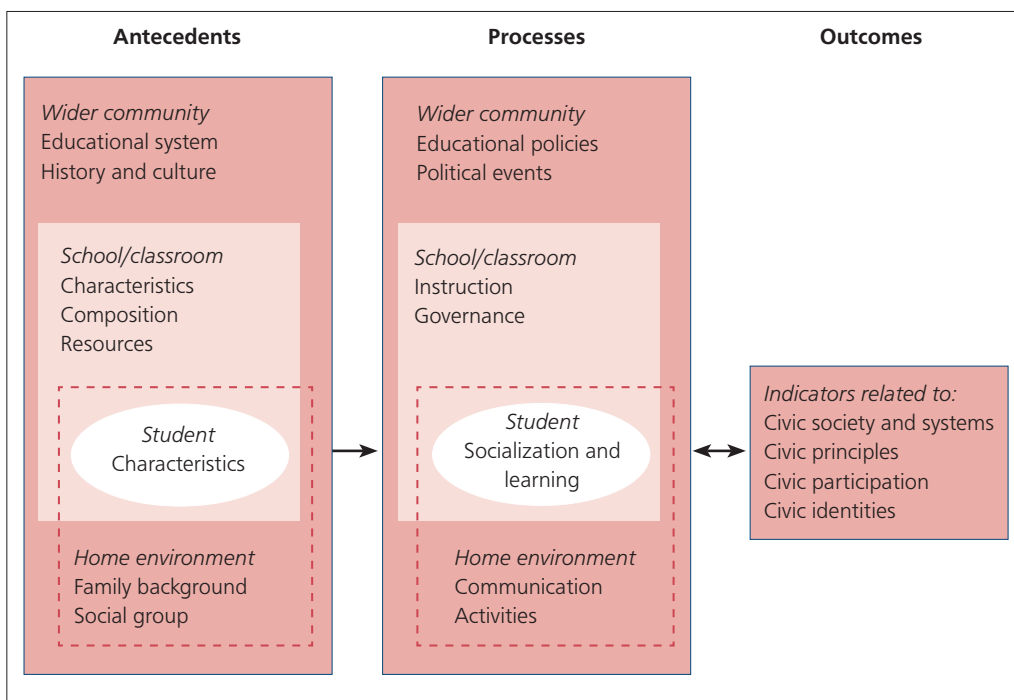 Antecedents
Processes
Outcomes
Wider community
Educational system
History and culture
School/classroom
Characteristics
Composition
Resources
Student
Characteristics
Home environment
Family background
Social group
Wider community
Educational policies
Political events
School/classroom
Instruction
Governance
Student
Socialization and
learning
Home environment
Communication
Activities
Indicators related to:
Civic society and systems
Civic principles
Civic participation
Civic identities